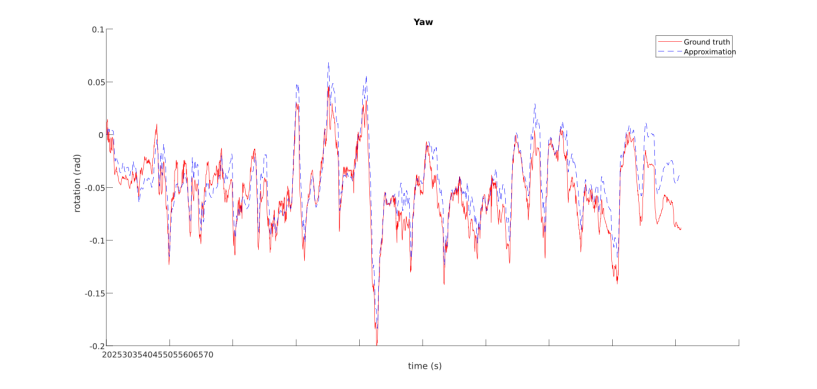 Yaw
0.1
Ground truth
Approximation
0.05
0
-0.05
-0.1
-0.15
-0.2
rotation (rad)
2025303540455055606570
time (s)